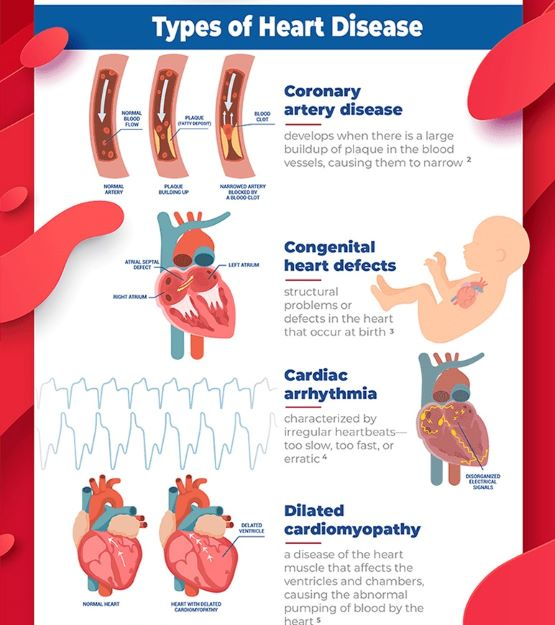 Types of Heart Disease
NORMAL
BLOOD
FLOW
PLAQUE
(FATTY DEPOSIT)
BLOOD
CLOT
NORMAL
ARTERY
PLAQUE
BUILDING UP
NARROWED ARTERY
BLOCKED BY
A BLOOD CLOT
Coronary
artery disease
develops when there is a large
buildup of plaque in the blood
vessels, causing them to narrow 2
ATRIAL SEPTAL
DEFECT
LEFT ATRIUM
RIGHT ATRIUM
Congenital
heart defects
structural
problems or
defects in the heart
that occur at birth 3
Cardiac
arrhythmia
characterized by
irregular heartbeats—
too slow, too fast, or
erratic 4
DISORGANIZED
ELECTRICAL
SIGNALS
DILATED
VENTRICLE
NORMAL HEART
HEART WITH DILATED
CARDIOMYOPATHY
Dilated
cardiomyopathy
a disease of the heart
muscle that affects the
ventricles and chambers,
causing the abnormal
pumping of blood by the
heart 5